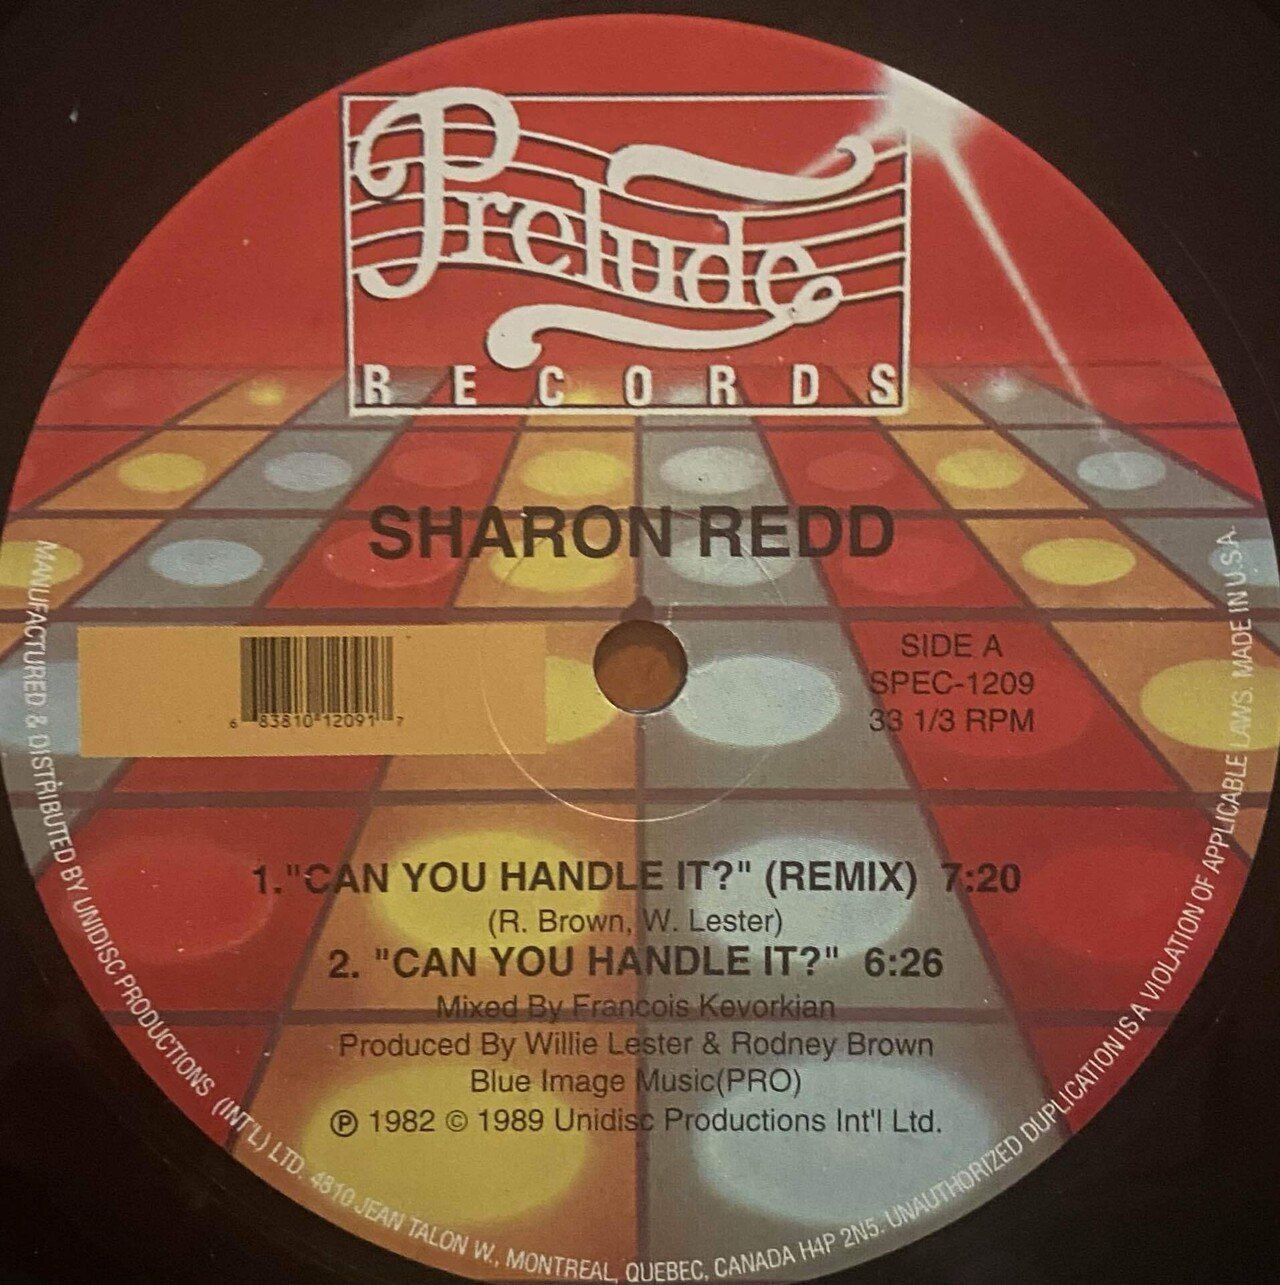 Prelude
RECORDS
SHARON REDD
6 83810 12091 7
SIDE A
SPEC-1209
33 1/3 RPM
1."CAN YOU HANDLE IT?" (REMIX) 7:20
(R. Brown, W. Lester)
2. "CAN YOU HANDLE IT?" 6:26
Mixed By Francois Kevorkian
Produced By Willie Lester & Rodney Brown
Blue Image Music(PRO)
℗ 1982 © 1989 Unidisc Productions Int'l Ltd.
MANUFACTURED & DISTRIBUTED BY UNIDISC PRODUCTIONS (INT'L) LTD. 4810 JEAN TALON W., MONTREAL, QUEBEC, CANADA H4P 2N5. UNAUTHORIZED DUPLICATION IS A VIOLATION OF APPLICABLE LAWS. MADE IN U.S.A.